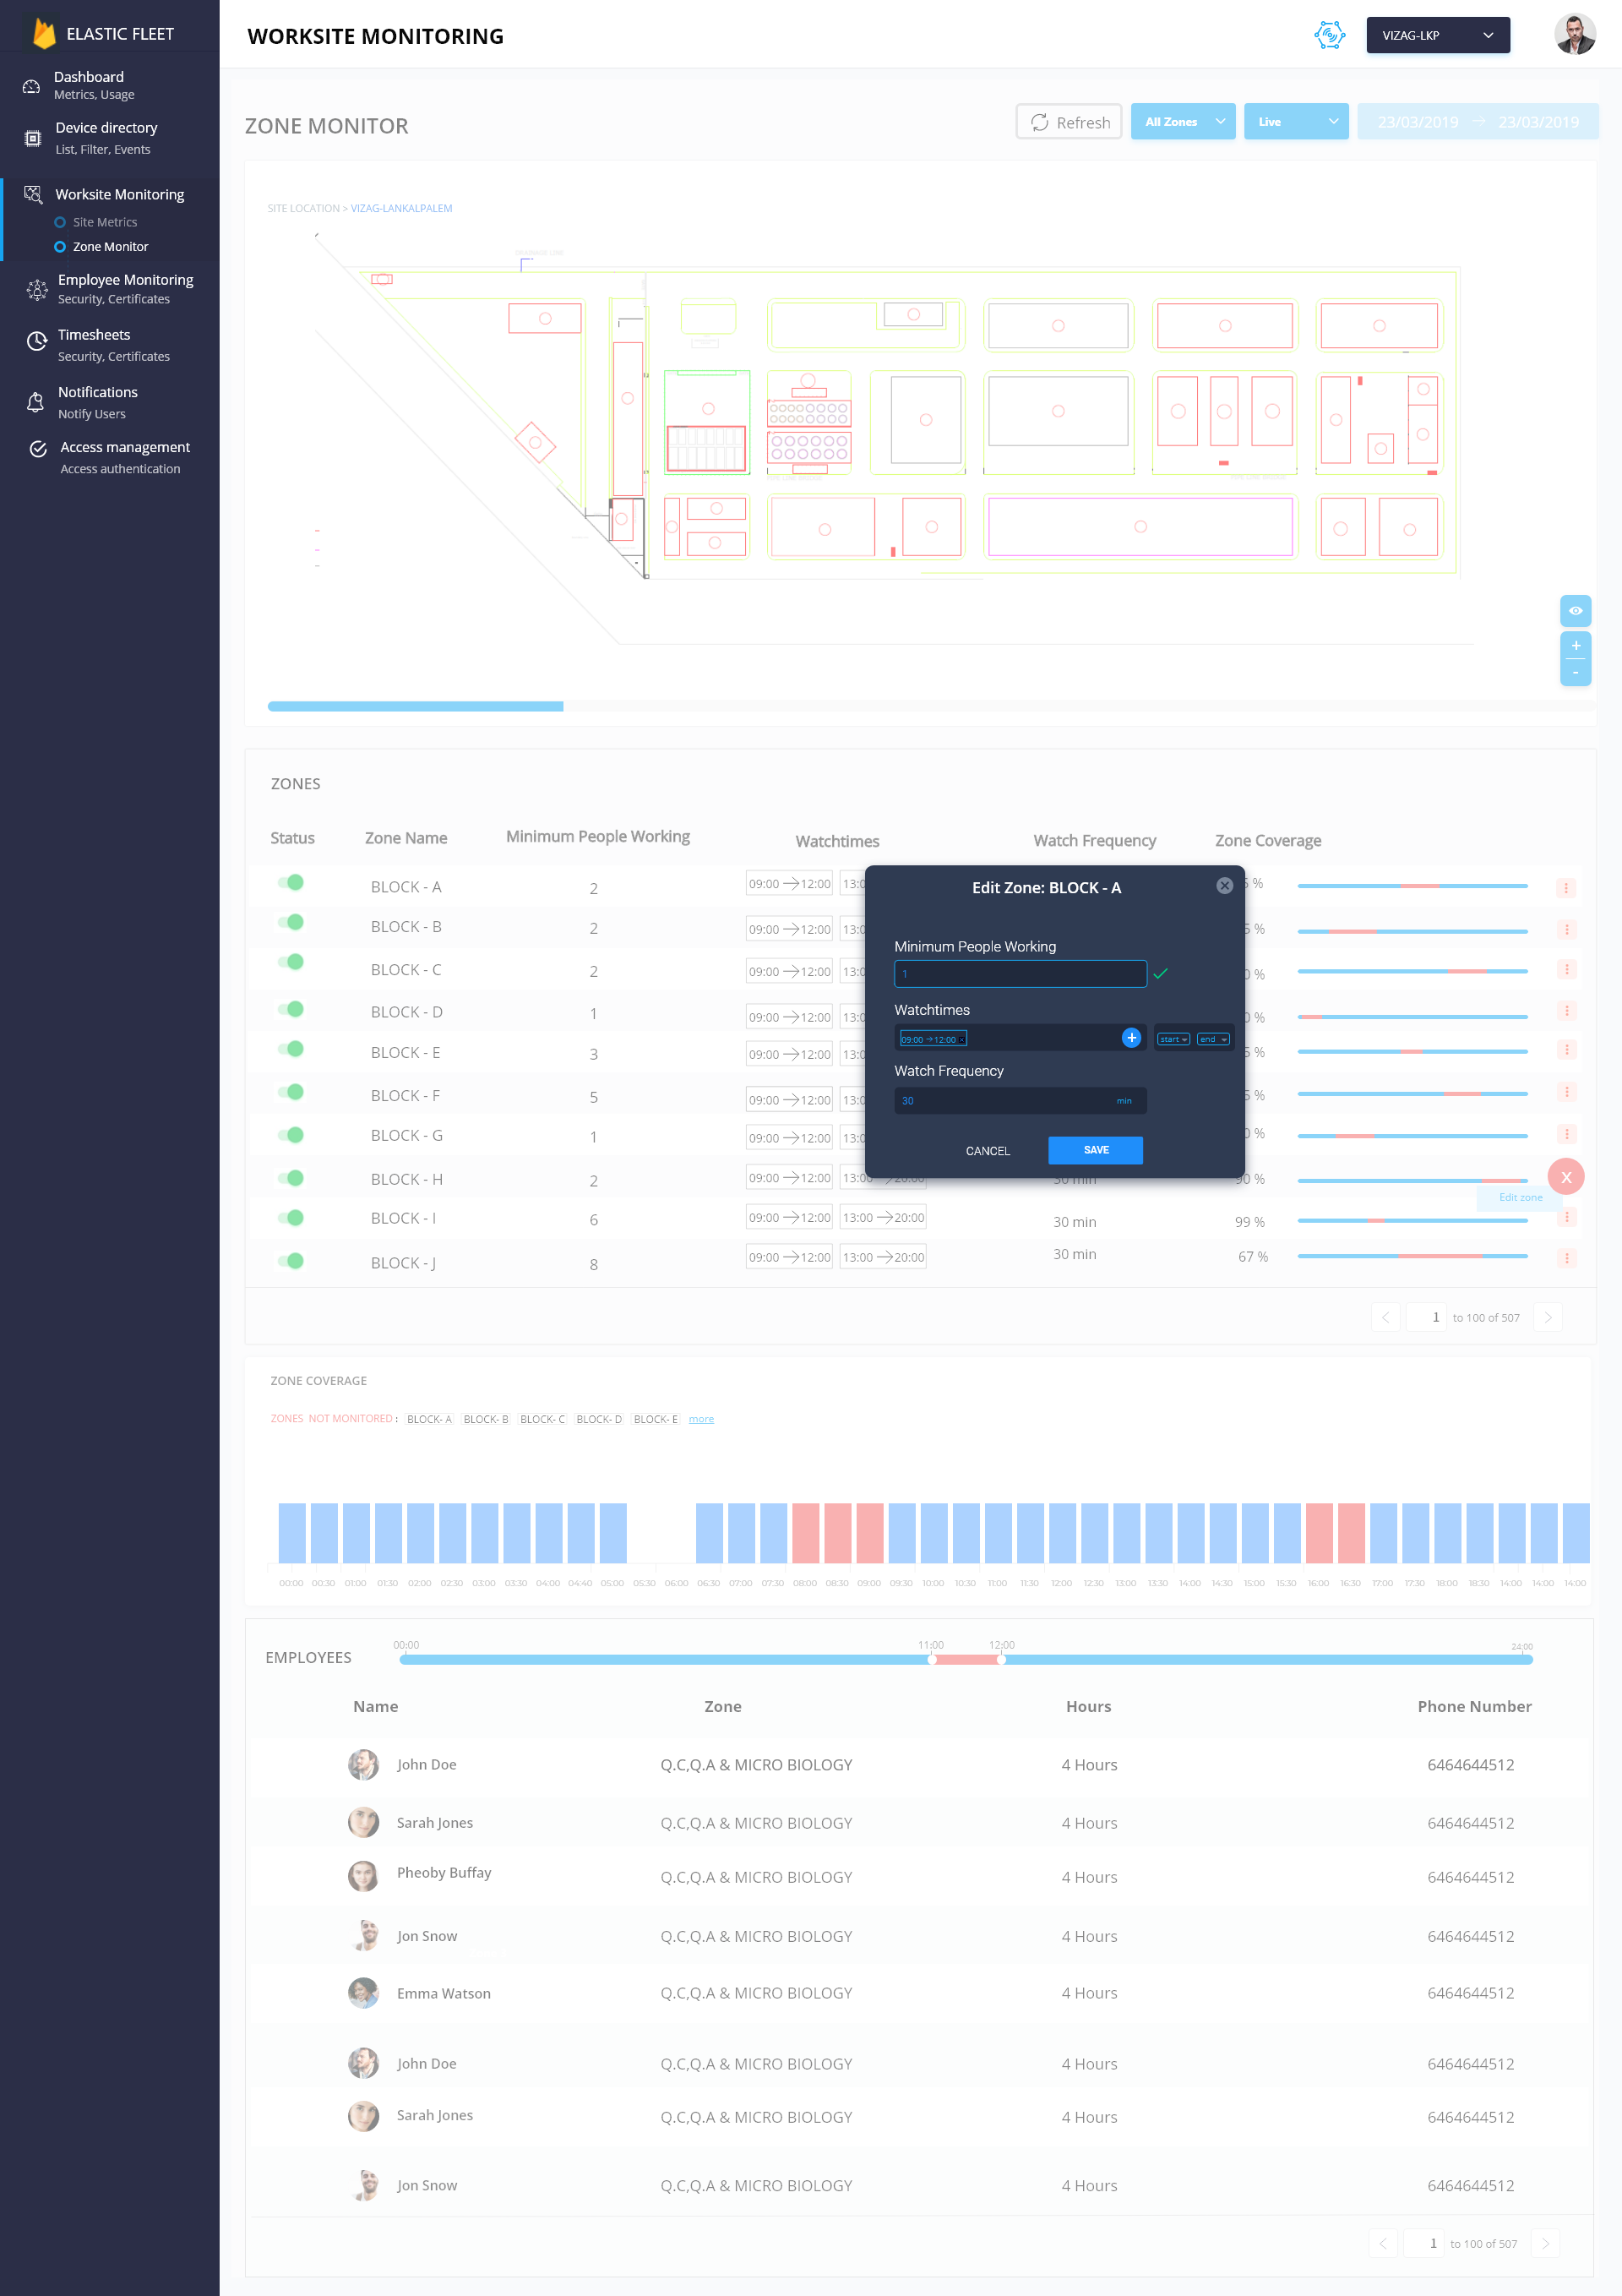 ELASTIC FLEET
Dashboard
Metrics, Usage
Device directory
List, Filter, Events
Worksite Monitoring
Site Metrics
Zone Monitor
Employee Monitoring
Security, Certificates
Timesheets
Security, Certificates
Notifications
Notify Users
Access management
Access authentication
WORKSITE MONITORING
VIZAG-LKP
ZONE MONITOR
Refresh
All Zones
Live
23/03/2019 → 23/03/2019
SITE LOCATION > VIZAG-LANKALPALEM
+
-
ZONES
Status Zone Name Minimum People Working Watchtimes Watch Frequency Zone Coverage
BLOCK - A 2 09:00 →12:00 13:0 %
BLOCK - B 2 09:00 →12:00 13:0 5 %
BLOCK - C 2 09:00 →12:00 13:0 0 %
BLOCK - D 1 09:00 →12:00 13:0 0 %
BLOCK - E 3 09:00 →12:00 13:0 5 %
BLOCK - F 5 09:00 →12:00 13:0 5 %
BLOCK - G 1 09:00 →12:00 13:0 0 %
BLOCK - H 2 09:00 →12:00 13:00 →20:00 30 min 90 %
BLOCK - I 6 09:00 →12:00 13:00 →20:00 30 min 99 %
BLOCK - J 8 09:00 →12:00 13:00 →20:00 30 min 67 %
Edit Zone: BLOCK - A
Minimum People Working
1
Watchtimes
09:00 →12:00 x + start end
Watch Frequency
30 min
CANCEL SAVE
X
Edit zone
1 to 100 of 507
ZONE COVERAGE
ZONES NOT MONITORED : BLOCK- A BLOCK- B BLOCK- C BLOCK- D BLOCK- E more
00:00 00:30 01:00 01:30 02:00 02:30 03:00 03:30 04:00 04:40 05:00 05:30 06:00 06:30 07:00 07:30 08:00 08:30 09:00 09:30 10:00 10:30 11:00 11:30 12:00 12:30 13:00 13:30 14:00 14:30 15:00 15:30 16:00 16:30 17:00 17:30 18:00 18:30 14:00 14:00 14:00
EMPLOYEES
00:00 11:00 12:00 24:00
Name Zone Hours Phone Number
John Doe Q.C,Q.A & MICRO BIOLOGY 4 Hours 6464644512
Sarah Jones Q.C,Q.A & MICRO BIOLOGY 4 Hours 6464644512
Pheoby Buffay Q.C,Q.A & MICRO BIOLOGY 4 Hours 6464644512
Jon Snow Q.C,Q.A & MICRO BIOLOGY 4 Hours 6464644512
Emma Watson Q.C,Q.A & MICRO BIOLOGY 4 Hours 6464644512
John Doe Q.C,Q.A & MICRO BIOLOGY 4 Hours 6464644512
Sarah Jones Q.C,Q.A & MICRO BIOLOGY 4 Hours 6464644512
Jon Snow Q.C,Q.A & MICRO BIOLOGY 4 Hours 6464644512
1 to 100 of 507